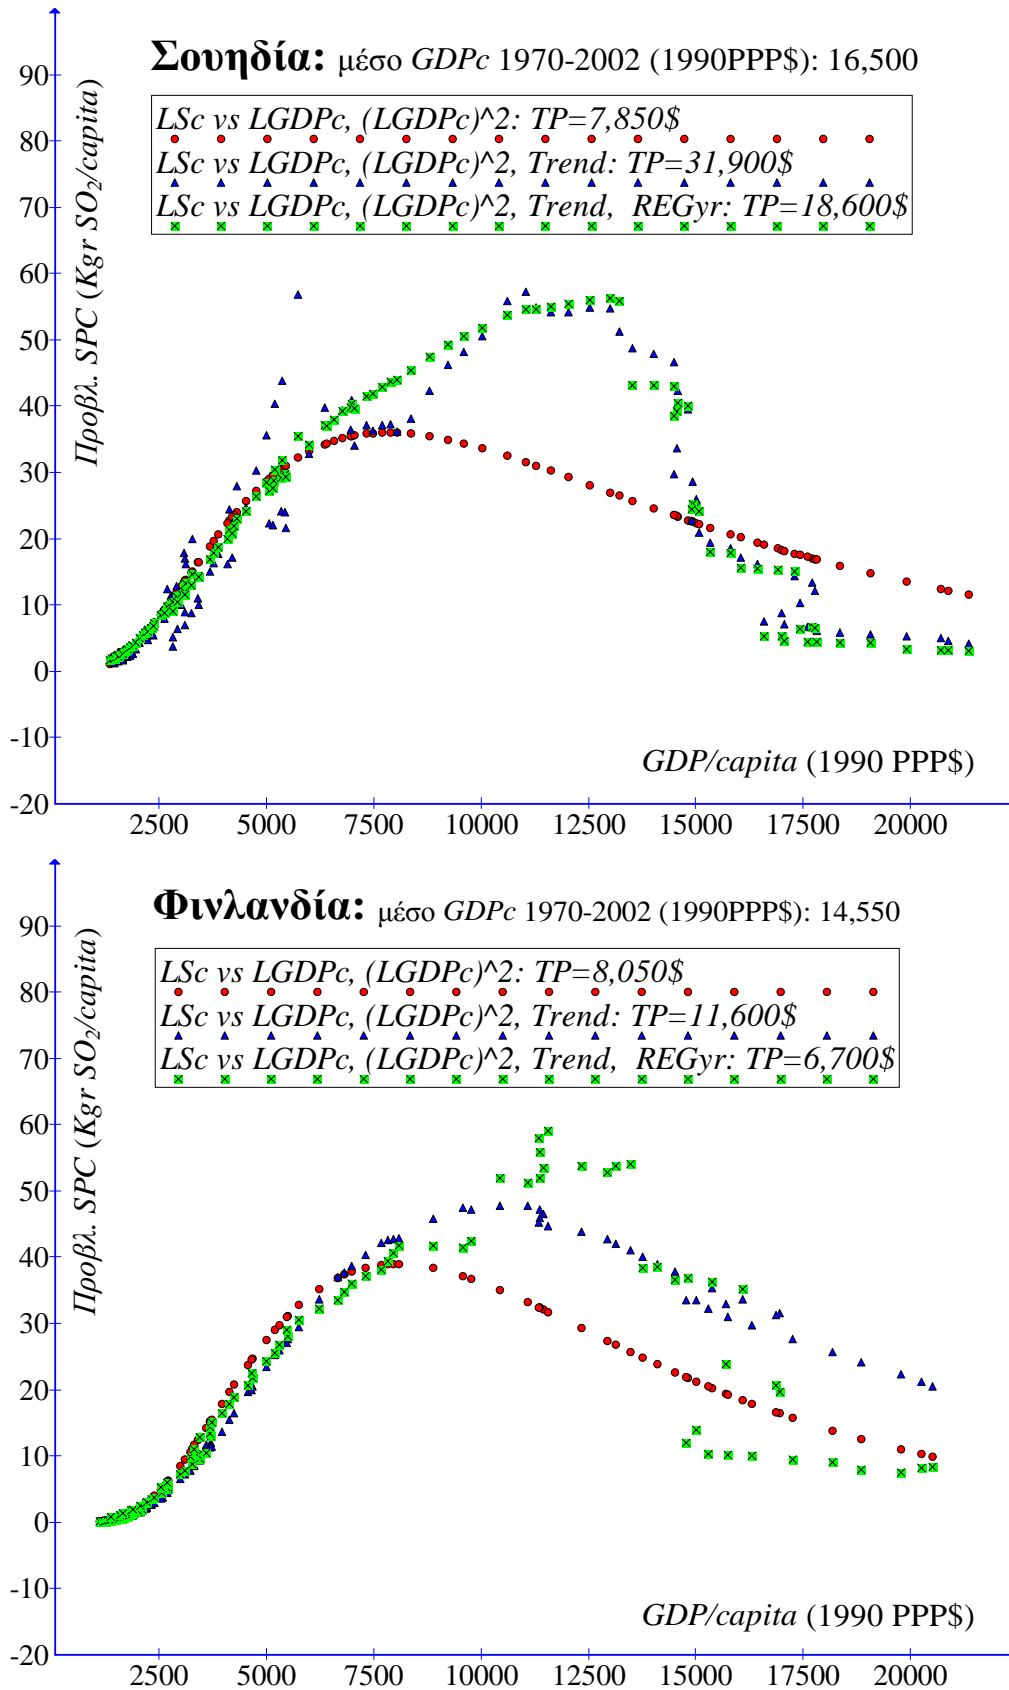 Σουηδία: μέσο GDPc 1970-2002 (1990PPP$): 16,500
LSc vs LGDPc, (LGDPc)^2: TP=7,850$
LSc vs LGDPc, (LGDPc)^2, Trend: TP=31,900$
LSc vs LGDPc, (LGDPc)^2, Trend, REGyr: TP=18,600$
Προβλ. SPC (Kgr SO2/capita)
90
80
70
60
50
40
30
20
10
0
-10
-20
GDP/capita (1990 PPP$)
2500 5000 7500 10000 12500 15000 17500 20000
Φινλανδία: μέσο GDPc 1970-2002 (1990PPP$): 14,550
LSc vs LGDPc, (LGDPc)^2: TP=8,050$
LSc vs LGDPc, (LGDPc)^2, Trend: TP=11,600$
LSc vs LGDPc, (LGDPc)^2, Trend, REGyr: TP=6,700$
Προβλ. SPC (Kgr SO2/capita)
90
80
70
60
50
40
30
20
10
0
-10
-20
GDP/capita (1990 PPP$)
2500 5000 7500 10000 12500 15000 17500 20000